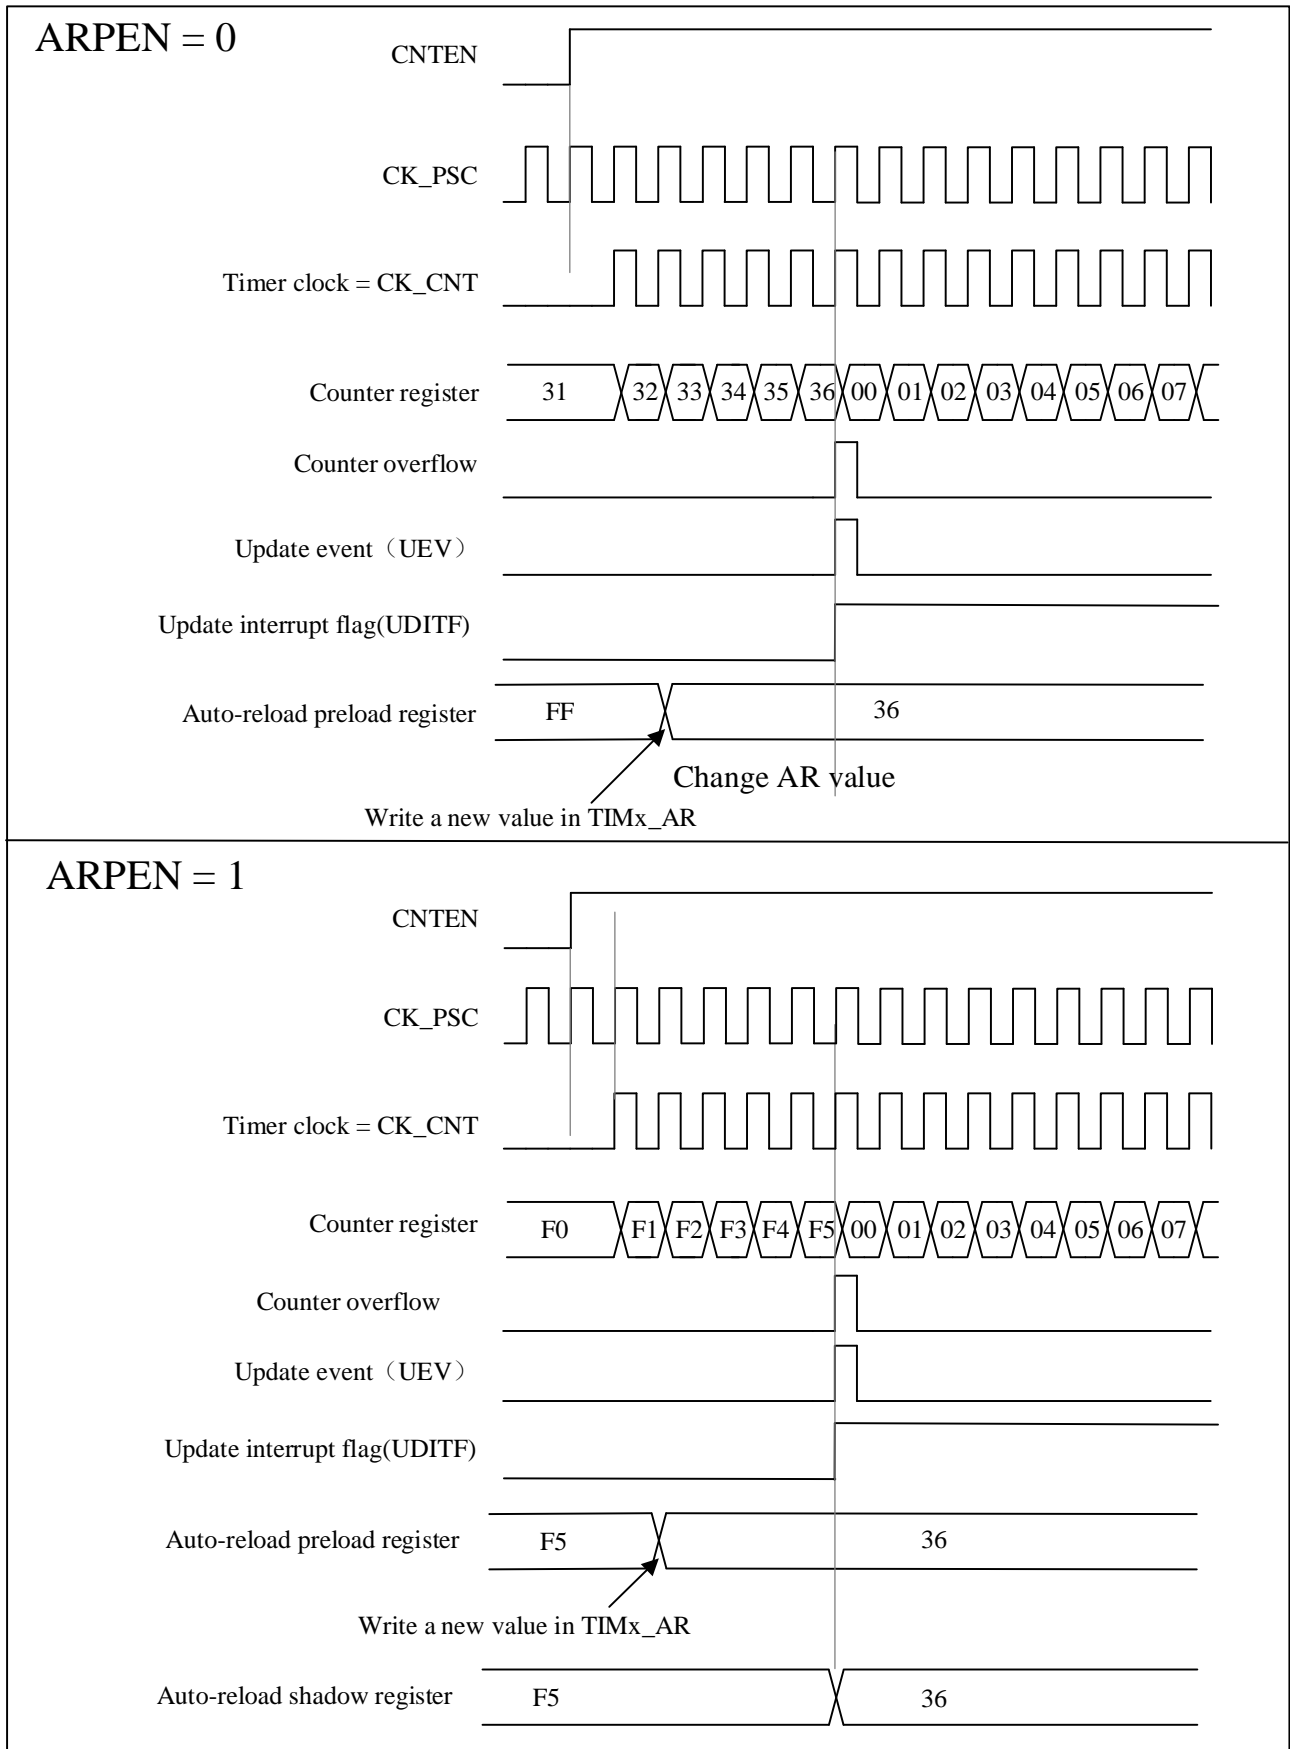 ARPEN = 0
CNTEN
CK_PSC
Timer clock = CK_CNT
Counter register 31 32 33 34 35 36 00 01 02 03 04 05 06 07
Counter overflow
Update event（UEV）
Update interrupt flag(UDITF)
Auto-reload preload register FF 36
Change AR value
Write a new value in TIMx_AR
ARPEN = 1
CNTEN
CK_PSC
Timer clock = CK_CNT
Counter register F0 F1 F2 F3 F4 F5 00 01 02 03 04 05 06 07
Counter overflow
Update event（UEV）
Update interrupt flag(UDITF)
Auto-reload preload register F5 36
Write a new value in TIMx_AR
Auto-reload shadow register F5 36